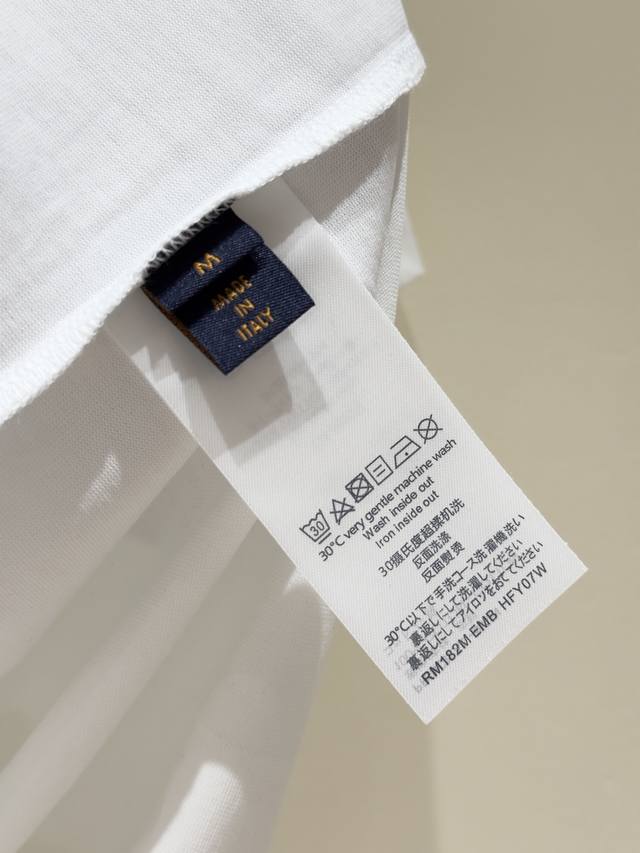 M
MADE
IN
ITALY
30
30°C very gentle machine wash
Wash inside out
Iron inside out
30摄氏度超揉机洗
反面洗涤
反面熨烫
30℃以下で手洗コース洗濯機洗い
裏返しにして洗濯してください
裏返しにしてアイロンをおてでください
RM182M EMB HFY07W